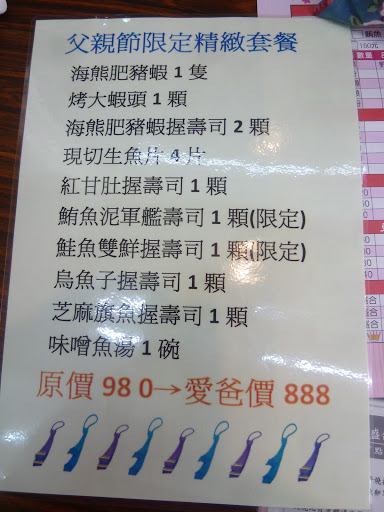 父親節限定精緻套餐
海熊肥豬蝦 1 隻
烤大蝦頭 1 顆
海熊肥豬蝦握壽司 2 顆
現切生魚片 4 片
紅甘肚握壽司 1 顆
鮪魚泥軍艦壽司 1 顆(限定)
鮭魚雙鮮握壽司 1 顆(限定)
烏魚子握壽司 1 顆
芝麻旗魚握壽司 1 顆
味噌魚湯 1 碗
原價 98 0→愛爸價 888
數量